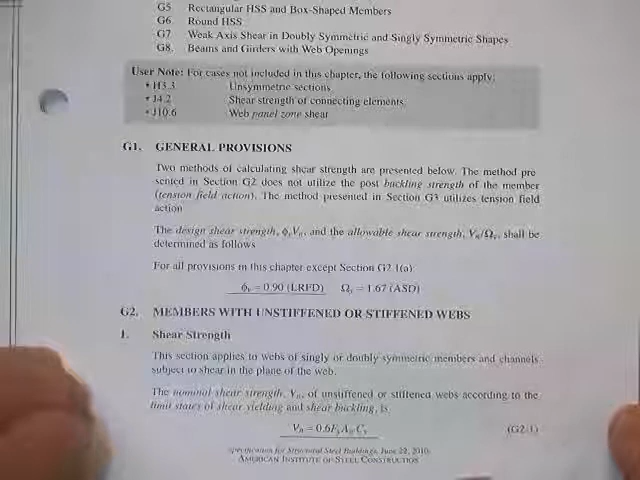 G5. Rectangular HSS and Box-Shaped Members
G6. Round HSS
G7. Weak Axis Shear in Doubly Symmetric and Singly Symmetric Shapes
G8. Beams and Girders with Web Openings
User Note: For cases not included in this chapter, the following sections apply:
• H3.3 Unsymmetric sections
• J4.2 Shear strength of connecting elements
• J10.6 Web panel zone shear
G1. GENERAL PROVISIONS
Two methods of calculating shear strength are presented below. The method pre
sented in Section G2 does not utilize the post buckling strength of the member
(tension field action). The method presented in Section G3 utilizes tension field
action
The design shear strength, ϕvVn, and the allowable shear strength, Vn/Ωv, shall be
determined as follows
For all provisions in this chapter except Section G2.1(a):
ϕv = 0.90 (LRFD) Ωv = 1.67 (ASD)
G2. MEMBERS WITH UNSTIFFENED OR STIFFENED WEBS
1. Shear Strength
This section applies to webs of singly or doubly symmetric members and channels
subject to shear in the plane of the web.
The nominal shear strength, Vn, of unstiffened or stiffened webs according to the
limit states of shear yielding and shear buckling, is,
Vn = 0.6FyAwCv (G2-1)
Specification for Structural Steel Buildings, June 22, 2010
AMERICAN INSTITUTE OF STEEL CONSTRUCTION